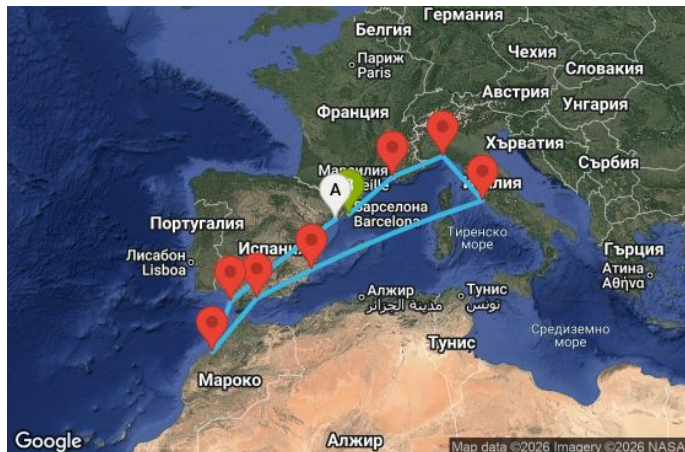 Германия
Белгия
Париж
Paris
Чехия
Словакия
Австрия
Унгария
Франция
Хърватия
Сърбия
Марсилия
Барселона
Barcelona
Италия
Португалия
Испания
Лисабон
Lisboa
Тиренско
море
Гърция
Атина
Αθήνα
A
Алжир
مدينة الجزائر
Тунис
تونس
Средиземно
море
Тунис
Мароко
Алжир
Google
Map data ©2026 Imagery ©2026 NASA